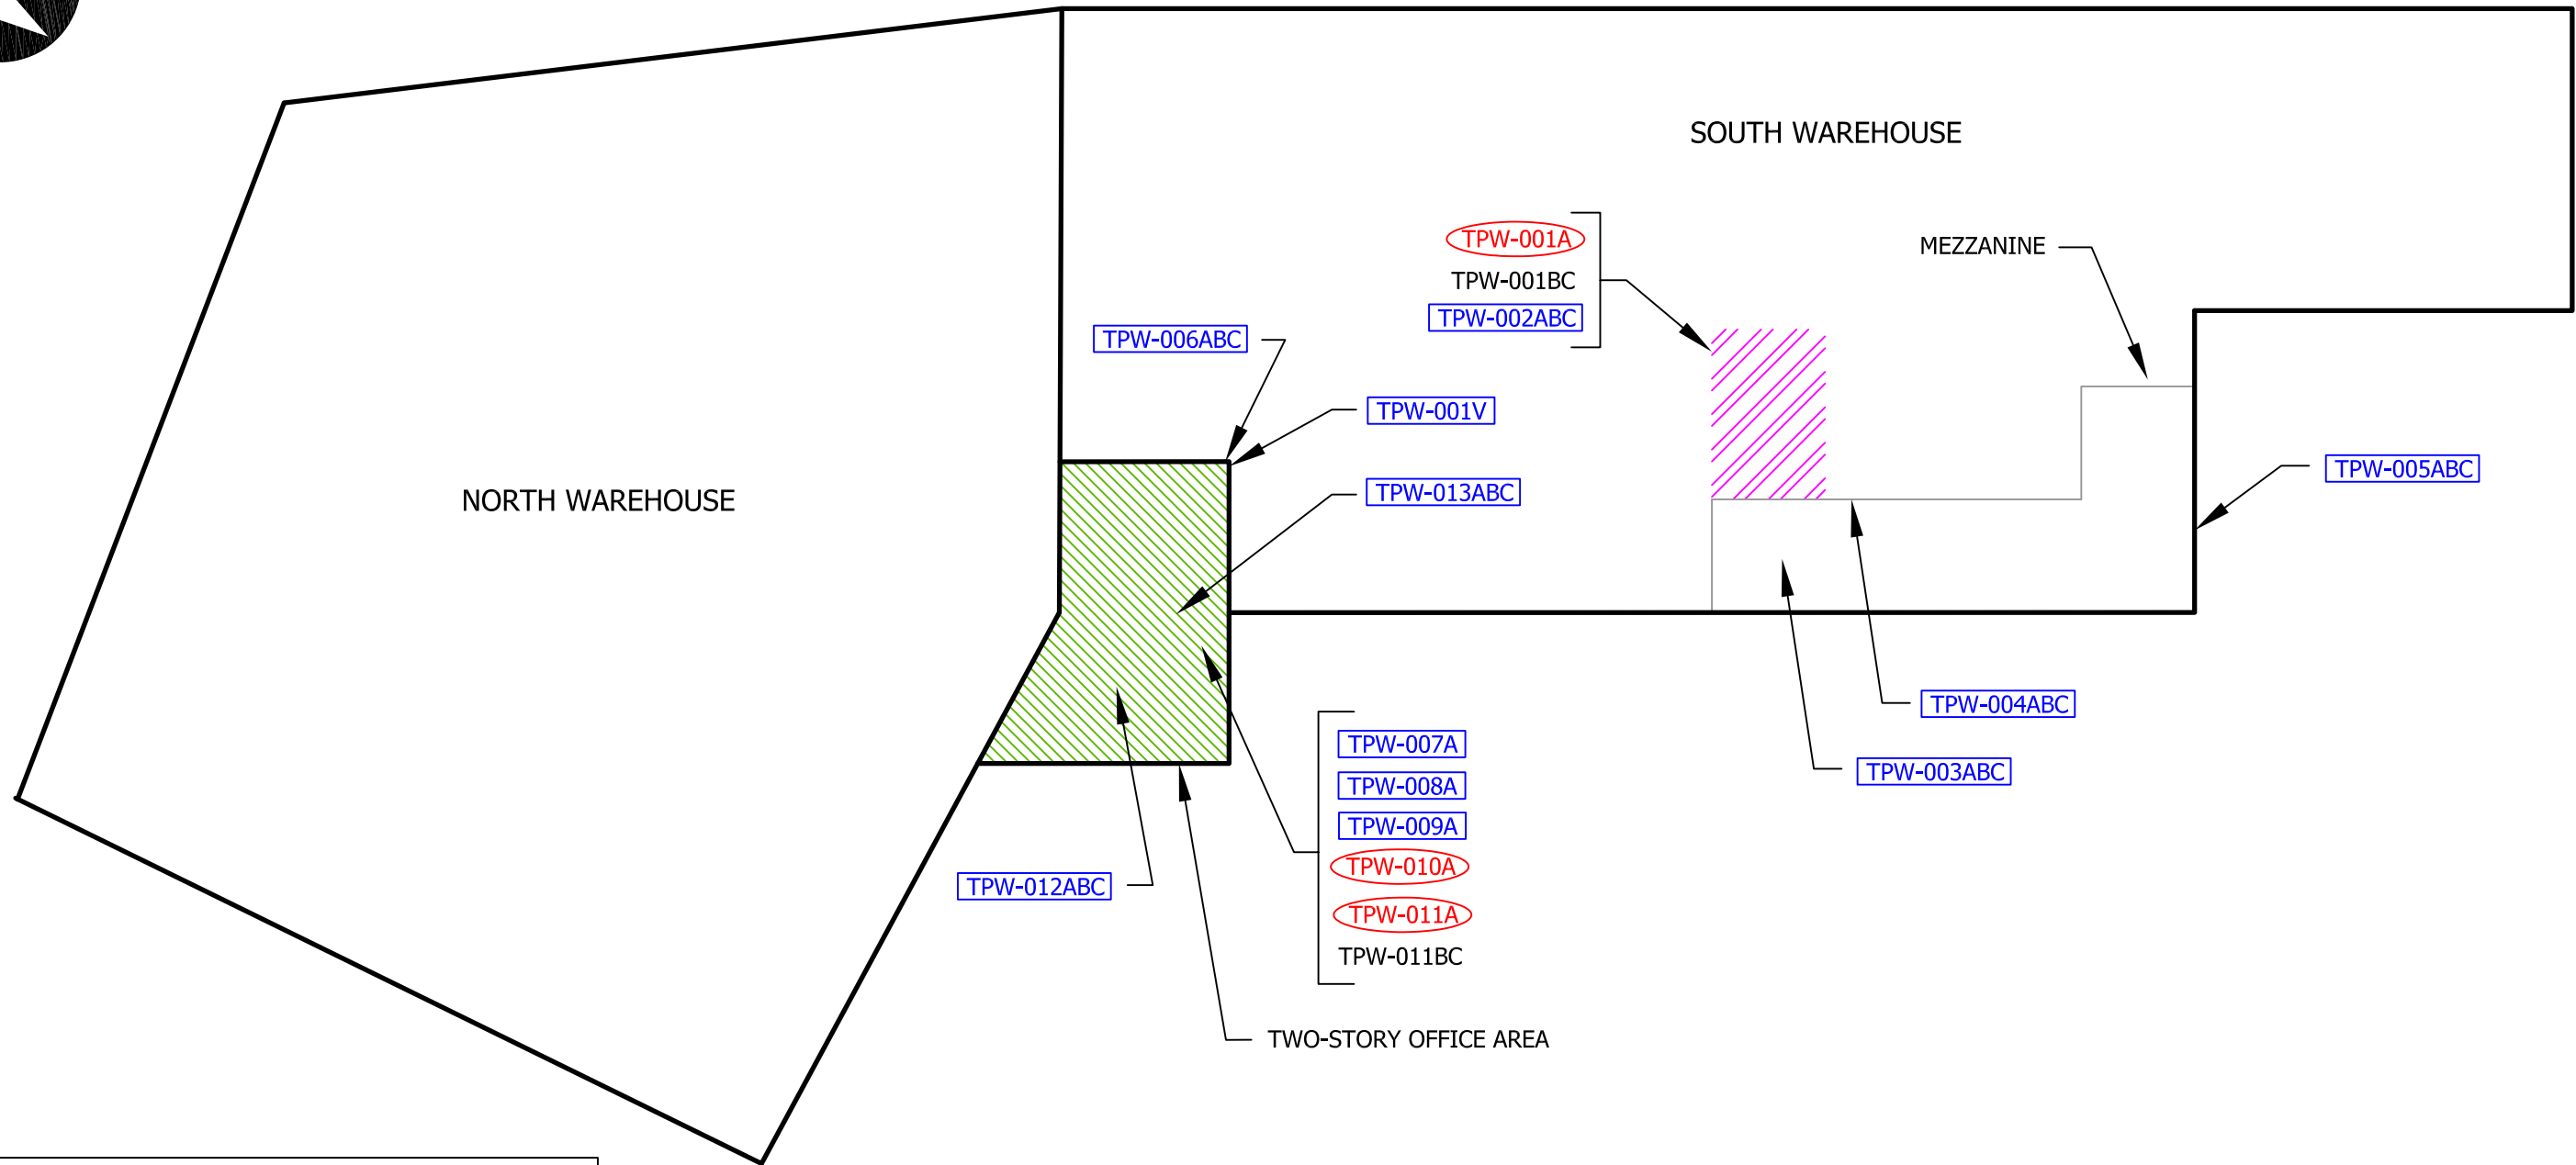 SOUTH WAREHOUSE
TPW-001A
TPW-001BC
TPW-002ABC
MEZZANINE
TPW-006ABC
TPW-001V
TPW-013ABC
TPW-005ABC
NORTH WAREHOUSE
TPW-004ABC
TPW-003ABC
TPW-007A
TPW-008A
TPW-009A
TPW-010A
TPW-011A
TPW-011BC
TPW-012ABC
TWO-STORY OFFICE AREA